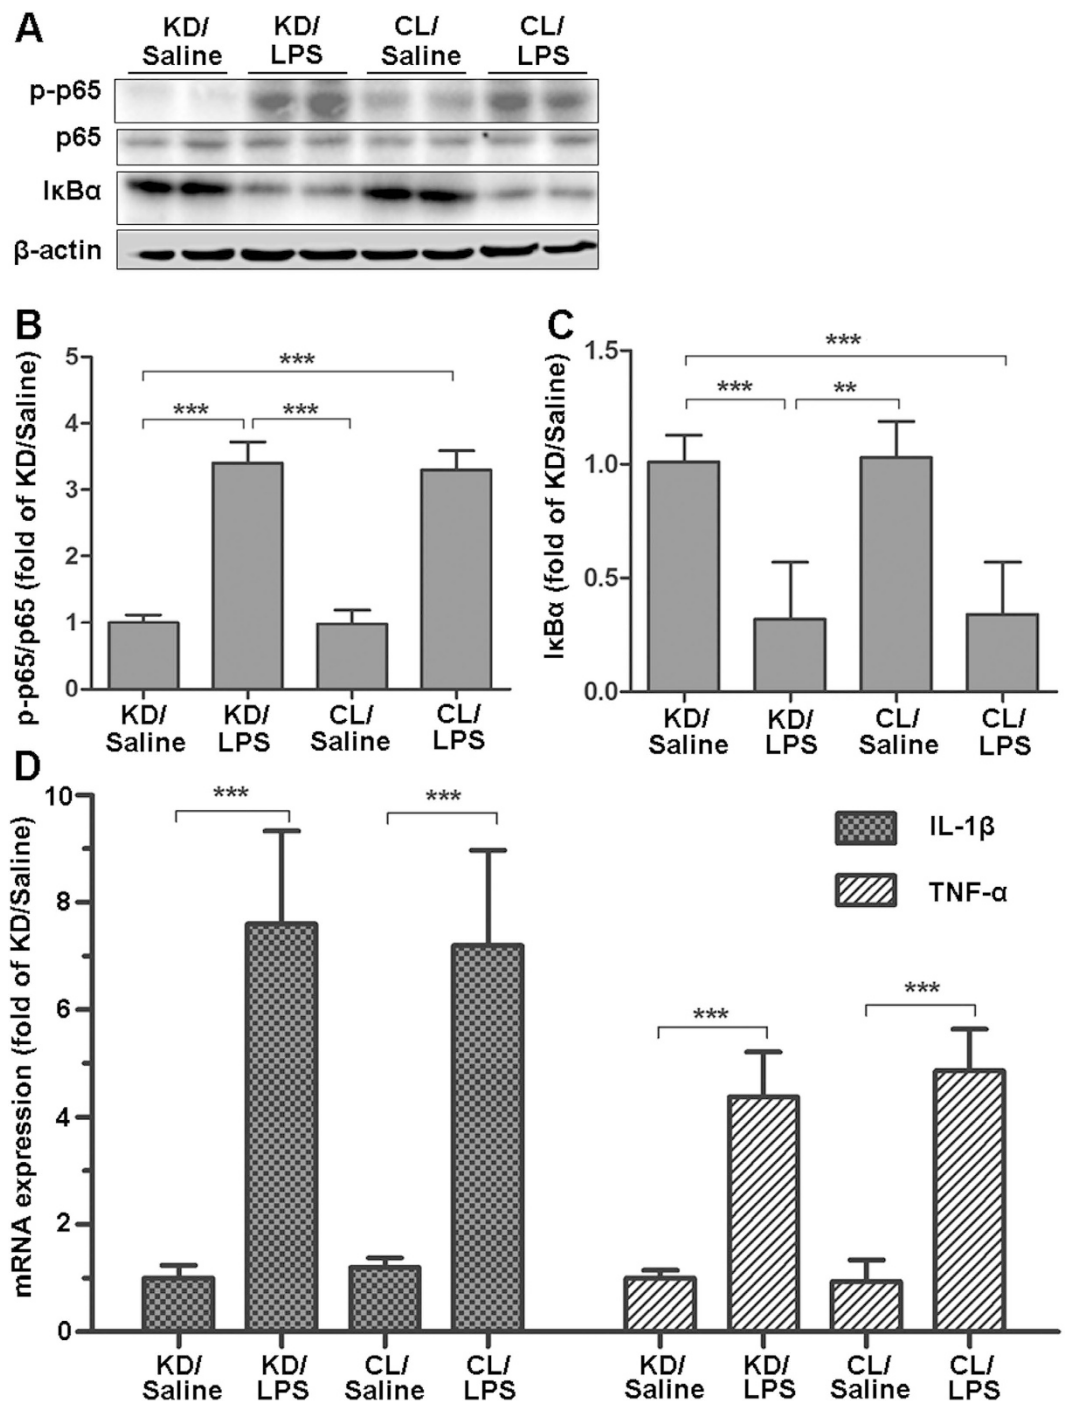 A
KD/
Saline
KD/
LPS
CL/
Saline
CL/
LPS
p-p65
p65
IκBα
β-actin
B
p-p65/p65 (fold of KD/Saline)
5
4
3
2
1
0
***
***
***
KD/
Saline
KD/
LPS
CL/
Saline
CL/
LPS
C
IκBα (fold of KD/Saline)
1.5
1.0
0.5
0.0
***
***
**
KD/
Saline
KD/
LPS
CL/
Saline
CL/
LPS
D
mRNA expression (fold of KD/Saline)
10
8
6
4
2
0
***
***
***
***
IL-1β
TNF-α
KD/
Saline
KD/
LPS
CL/
Saline
CL/
LPS
KD/
Saline
KD/
LPS
CL/
Saline
CL/
LPS